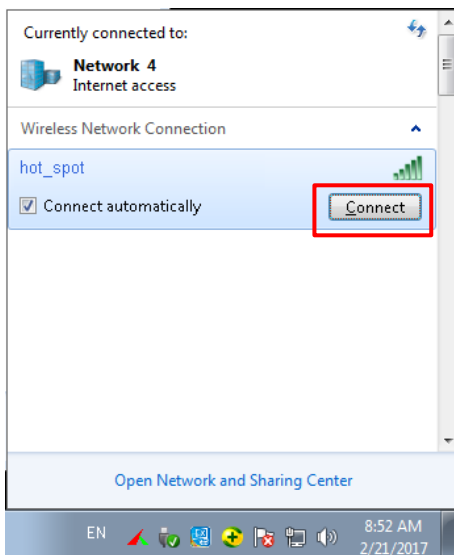 Currently connected to:
Network 4
Internet access
Wireless Network Connection
hot_spot
Connect automatically
Connect
Open Network and Sharing Center
EN
8:52 AM
2/21/2017